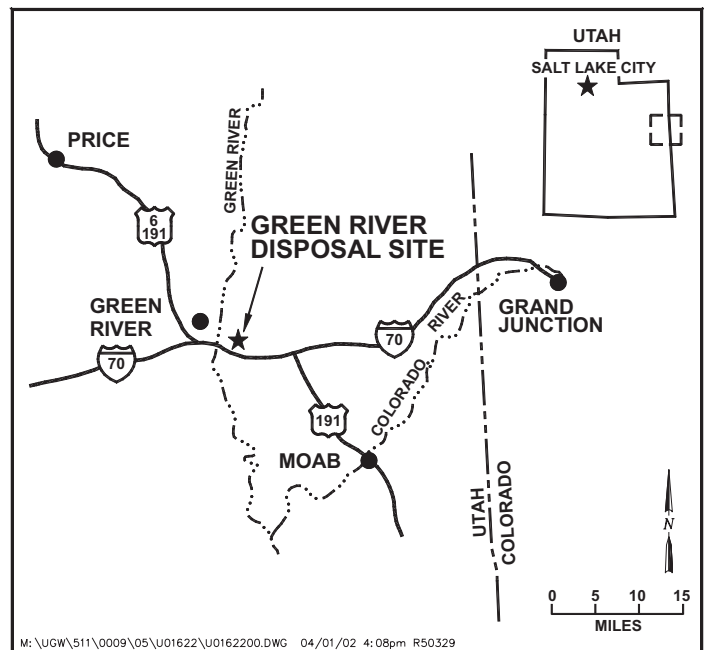 UTAH
SALT LAKE CITY
PRICE
GREEN RIVER
6
191
GREEN RIVER
DISPOSAL SITE
GREEN
RIVER
70
70
COLORADO RIVER
GRAND
JUNCTION
191
MOAB
UTAH
COLORADO
N
0 5 10 15
MILES
M:\UGW\511\0009\05\U01622\U0162200.DWG 04/01/02 4:08pm R50329